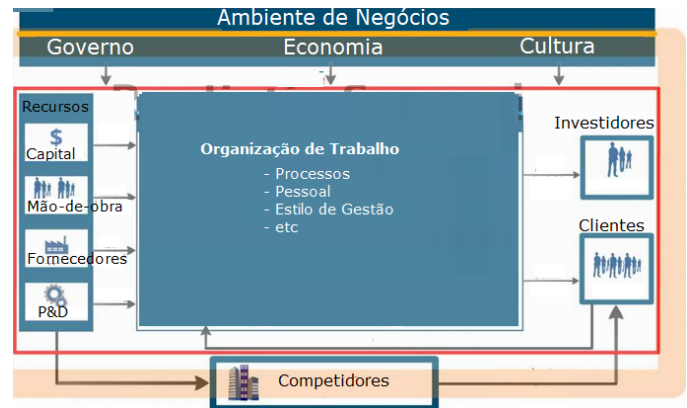 Ambiente de Negócios
Governo
Economia
Cultura
Recursos
$
Capital
Mão-de-obra
Fornecedores
P&D
Organização de Trabalho
- Processos
- Pessoal
- Estilo de Gestão
- etc
Investidores
Clientes
Competidores